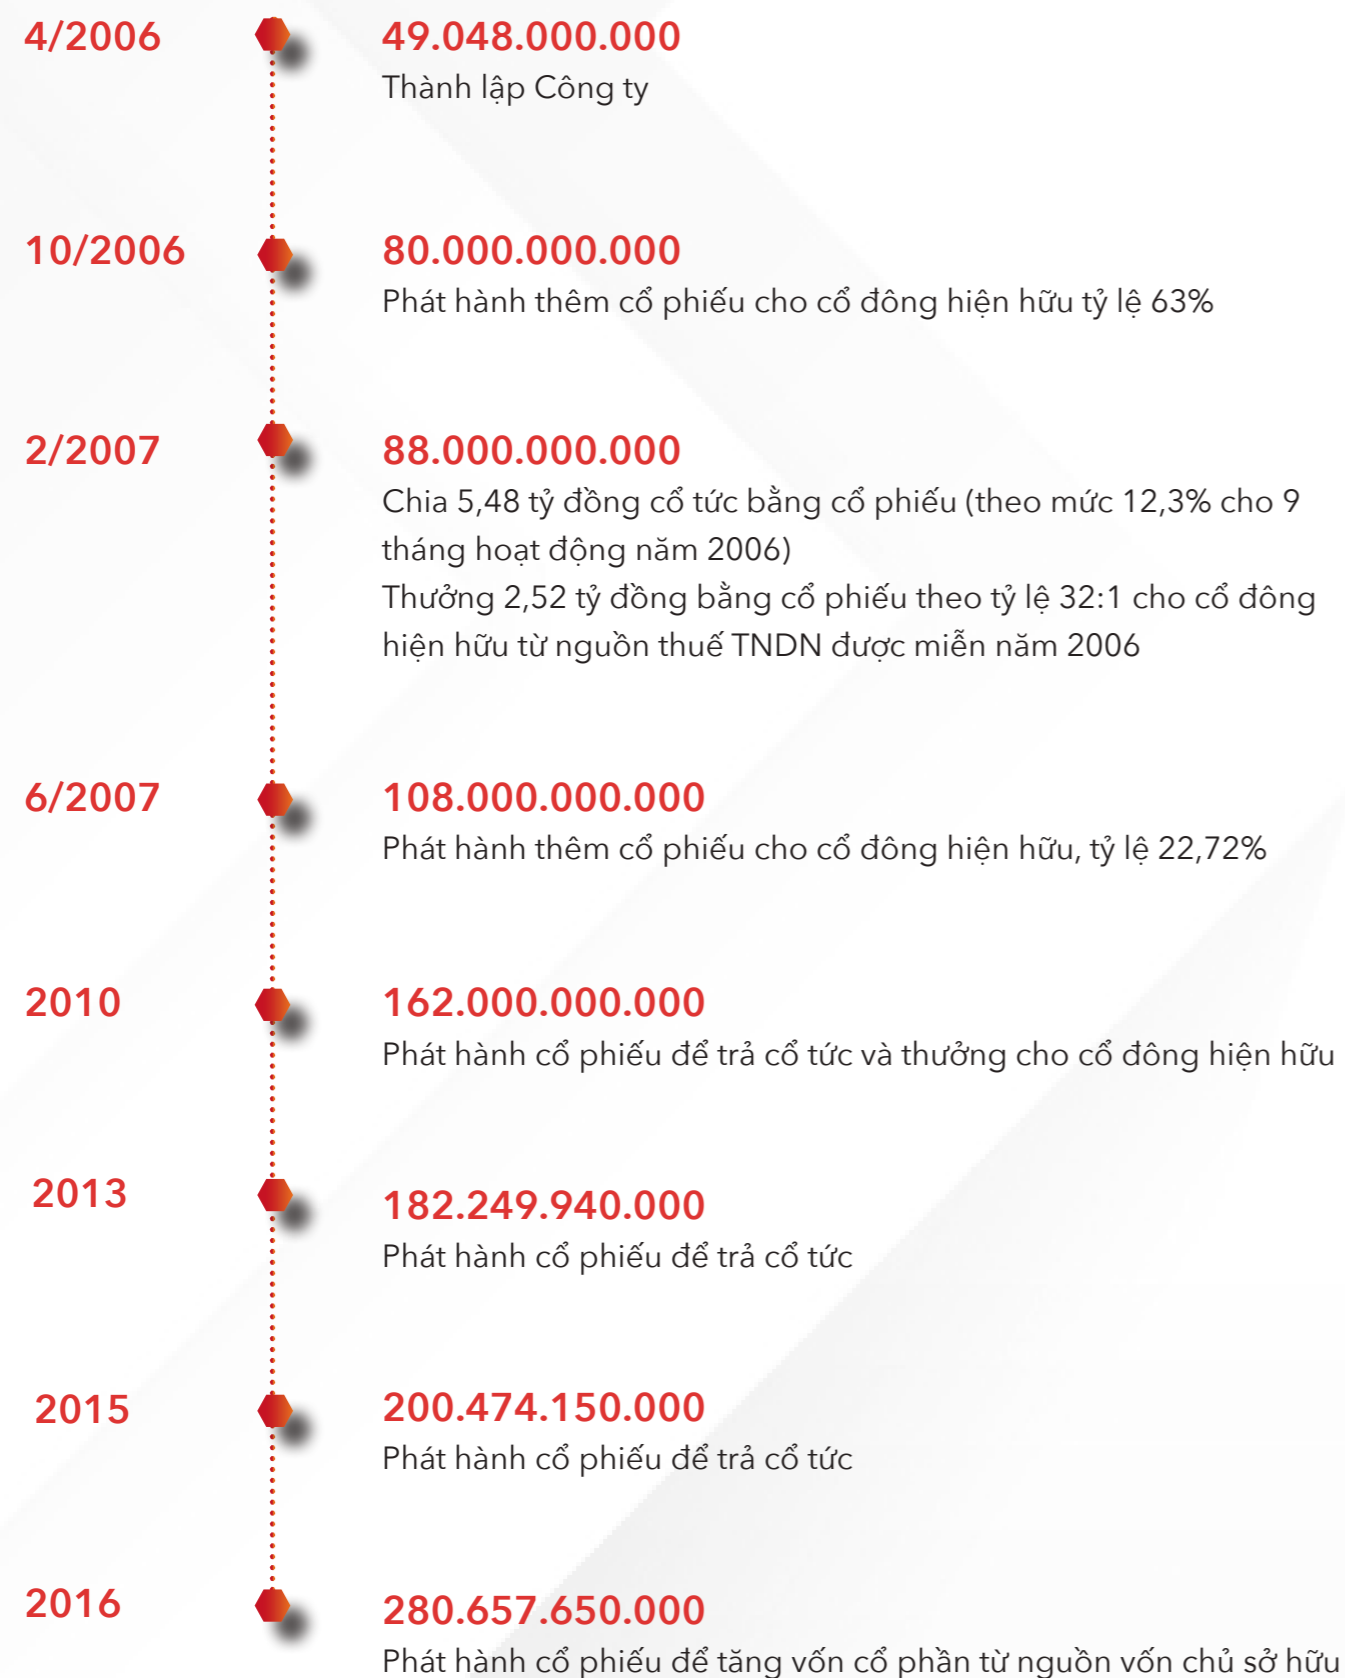 4/2006
49.048.000.000
Thành lập Công ty
10/2006
80.000.000.000
Phát hành thêm cổ phiếu cho cổ đông hiện hữu tỷ lệ 63%
2/2007
88.000.000.000
Chia 5,48 tỷ đồng cổ tức bằng cổ phiếu (theo mức 12,3% cho 9
tháng hoạt động năm 2006)
Thưởng 2,52 tỷ đồng bằng cổ phiếu theo tỷ lệ 32:1 cho cổ đông
hiện hữu từ nguồn thuế TNDN được miễn năm 2006
6/2007
108.000.000.000
Phát hành thêm cổ phiếu cho cổ đông hiện hữu, tỷ lệ 22,72%
2010
162.000.000.000
Phát hành cổ phiếu để trả cổ tức và thưởng cho cổ đông hiện hữu
2013
182.249.940.000
Phát hành cổ phiếu để trả cổ tức
2015
200.474.150.000
Phát hành cổ phiếu để trả cổ tức
2016
280.657.650.000
Phát hành cổ phiếu để tăng vốn cổ phần từ nguồn vốn chủ sở hữu